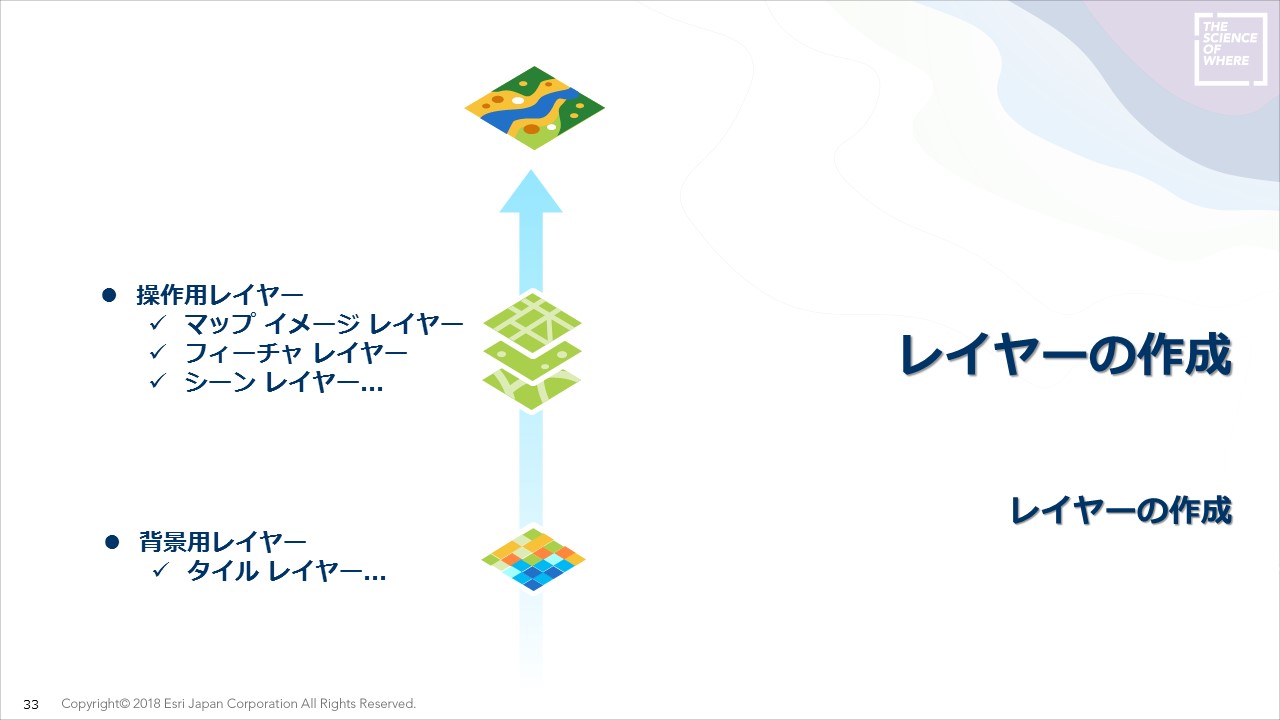 THE
SCIENCE
OF
WHERE
● 操作用レイヤー
✓ マップ イメージ レイヤー
✓ フィーチャ レイヤー
✓ シーン レイヤー…
レイヤーの作成
レイヤーの作成
● 背景用レイヤー
✓ タイル レイヤー…
33 Copyright© 2018 Esri Japan Corporation All Rights Reserved.